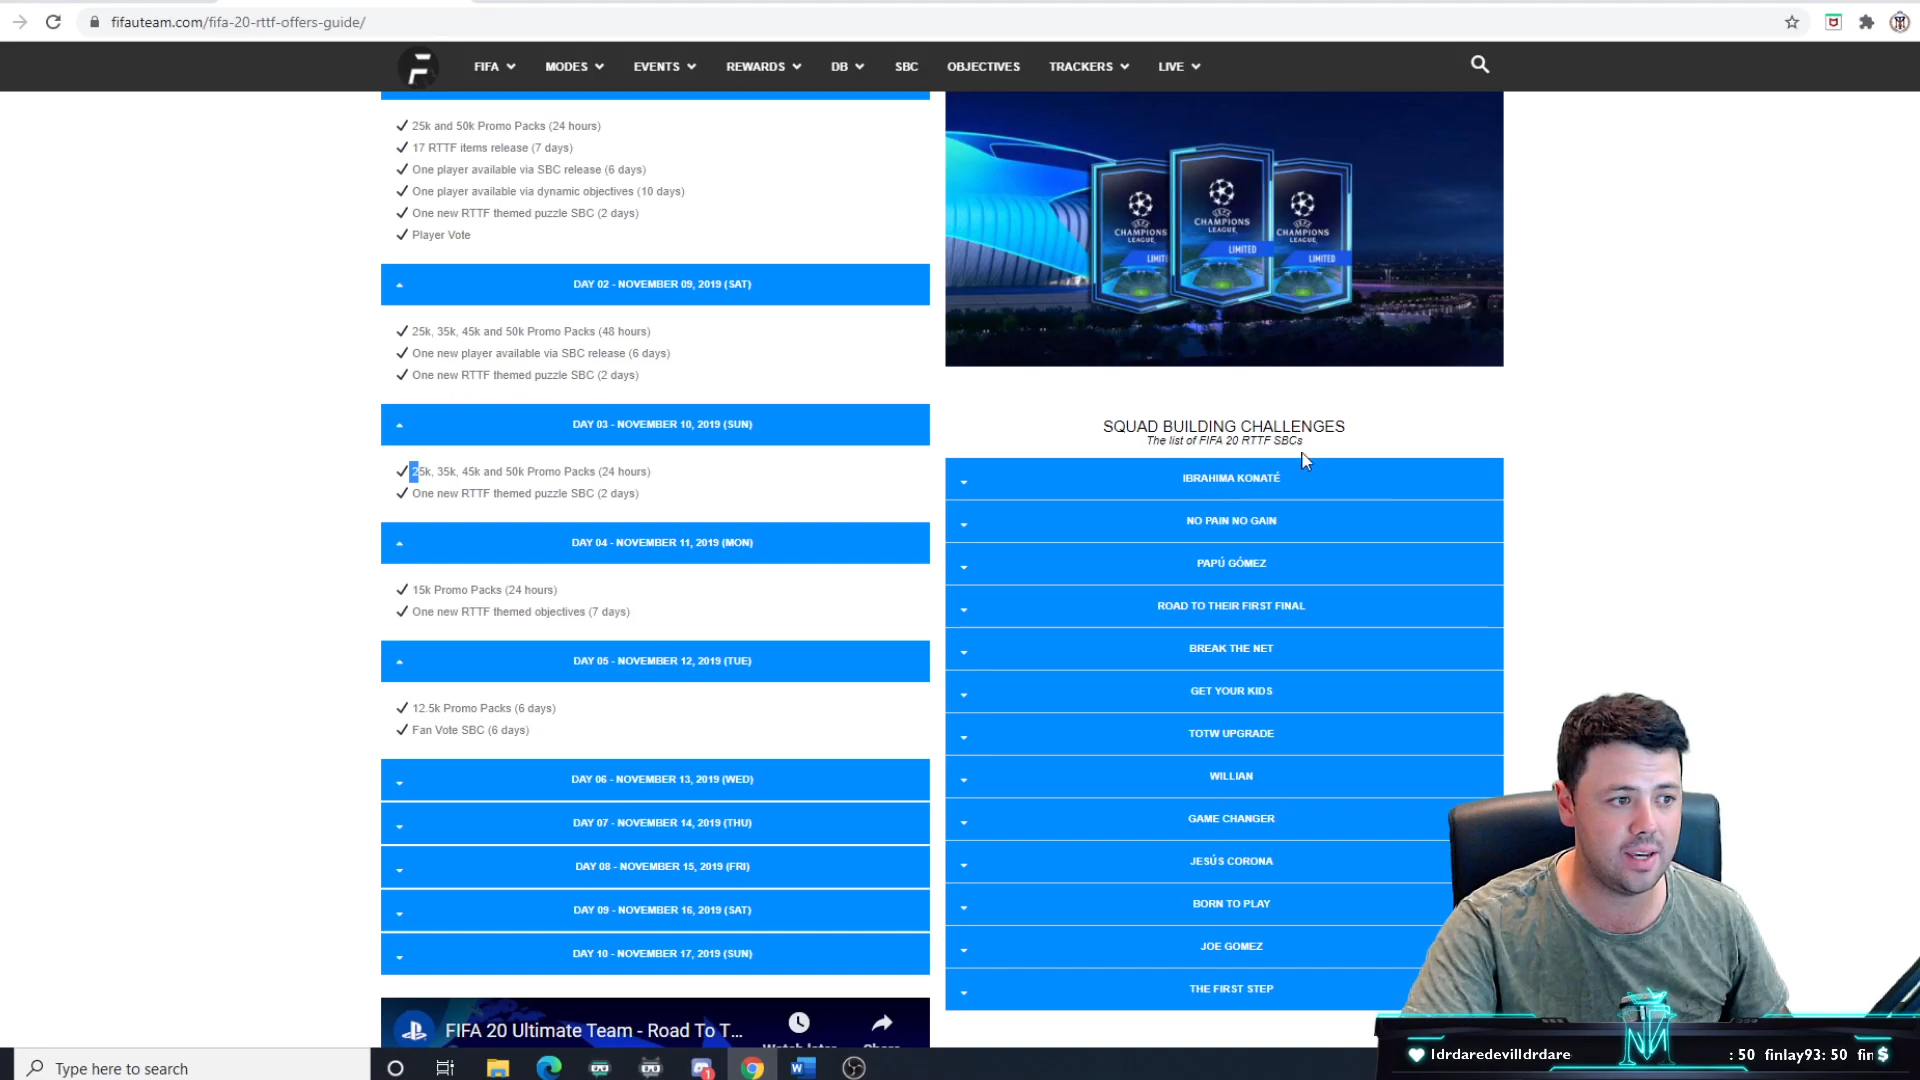 fifauteam.com/fifa-20-rttf-offers-guide/
FIFA MODES EVENTS REWARDS DB SBC OBJECTIVES TRACKERS LIVE
25k and 50k Promo Packs (24 hours)
17 RTTF items release (7 days)
One player available via SBC release (6 days)
One player available via dynamic objectives (10 days)
One new RTTF themed puzzle SBC (2 days)
Player Vote
DAY 02 - NOVEMBER 09, 2019 (SAT)
25k, 35k, 45k and 50k Promo Packs (48 hours)
One new player available via SBC release (6 days)
One new RTTF themed puzzle SBC (2 days)
DAY 03 - NOVEMBER 10, 2019 (SUN)
25k, 35k, 45k and 50k Promo Packs (24 hours)
One new RTTF themed puzzle SBC (2 days)
DAY 04 - NOVEMBER 11, 2019 (MON)
15k Promo Packs (24 hours)
One new RTTF themed objectives (7 days)
DAY 05 - NOVEMBER 12, 2019 (TUE)
12.5k Promo Packs (6 days)
Fan Vote SBC (6 days)
DAY 06 - NOVEMBER 13, 2019 (WED)
DAY 07 - NOVEMBER 14, 2019 (THU)
DAY 08 - NOVEMBER 15, 2019 (FRI)
DAY 09 - NOVEMBER 16, 2019 (SAT)
DAY 10 - NOVEMBER 17, 2019 (SUN)
FIFA 20 Ultimate Team - Road To T...
CHAMPIONS LEAGUE
LIMIT
CHAMPIONS LEAGUE
LIMITED
CHAMPIONS LEAGUE
LIMITED
SQUAD BUILDING CHALLENGES
The list of FIFA 20 RTTF SBCs
IBRAHIMA KONATÉ
NO PAIN NO GAIN
PAPÚ GÓMEZ
ROAD TO THEIR FIRST FINAL
BREAK THE NET
GET YOUR KIDS
TOTW UPGRADE
WILLIAN
GAME CHANGER
JESÚS CORONA
BORN TO PLAY
JOE GOMEZ
THE FIRST STEP
ldrdaredevilldrdare
: 50 finlay93: 50 fin
Type here to search